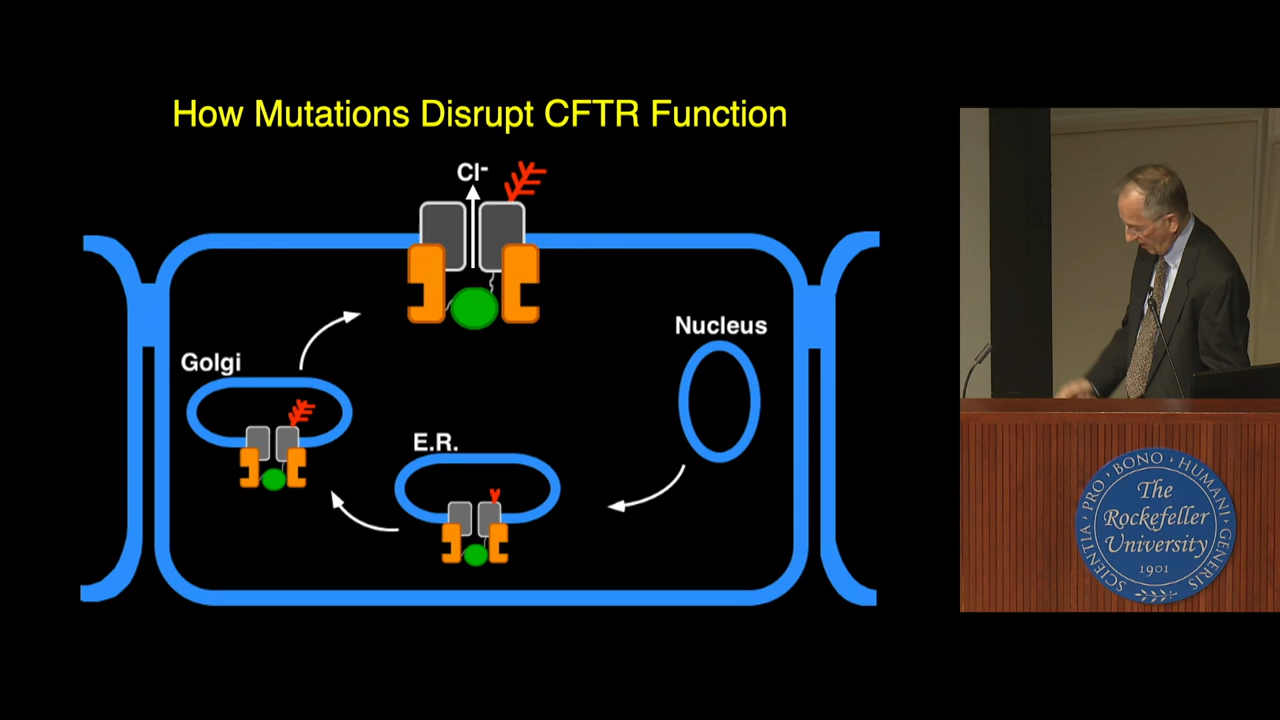 How Mutations Disrupt CFTR Function
Cl-
Nucleus
Golgi
E.R.
SCIENTIA · PRO · BONO · HUMANI · GENERIS
The
Rockefeller
University
1901